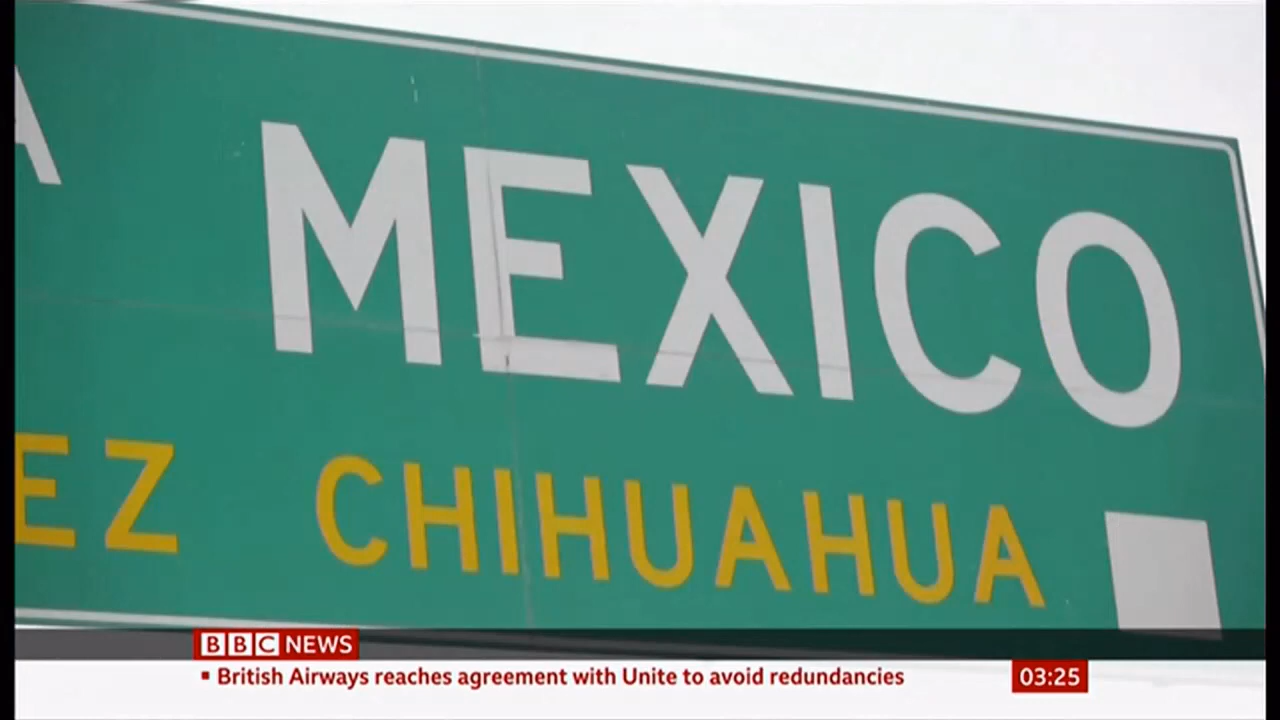 A MEXICO
EZ CHIHUAHUA
BBC NEWS
▪ British Airways reaches agreement with Unite to avoid redundancies
03:25